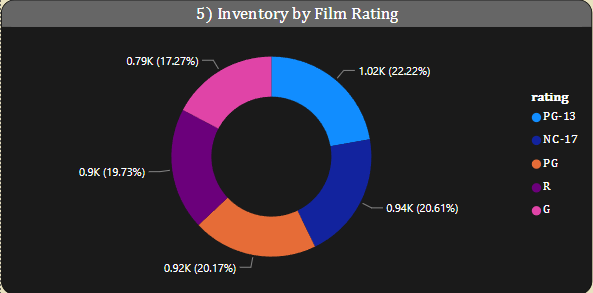 5) Inventory by Film Rating
0.79K (17.27%)
1.02K (22.22%)
0.9K (19.73%)
0.94K (20.61%)
0.92K (20.17%)
rating
PG-13
NC-17
PG
R
G